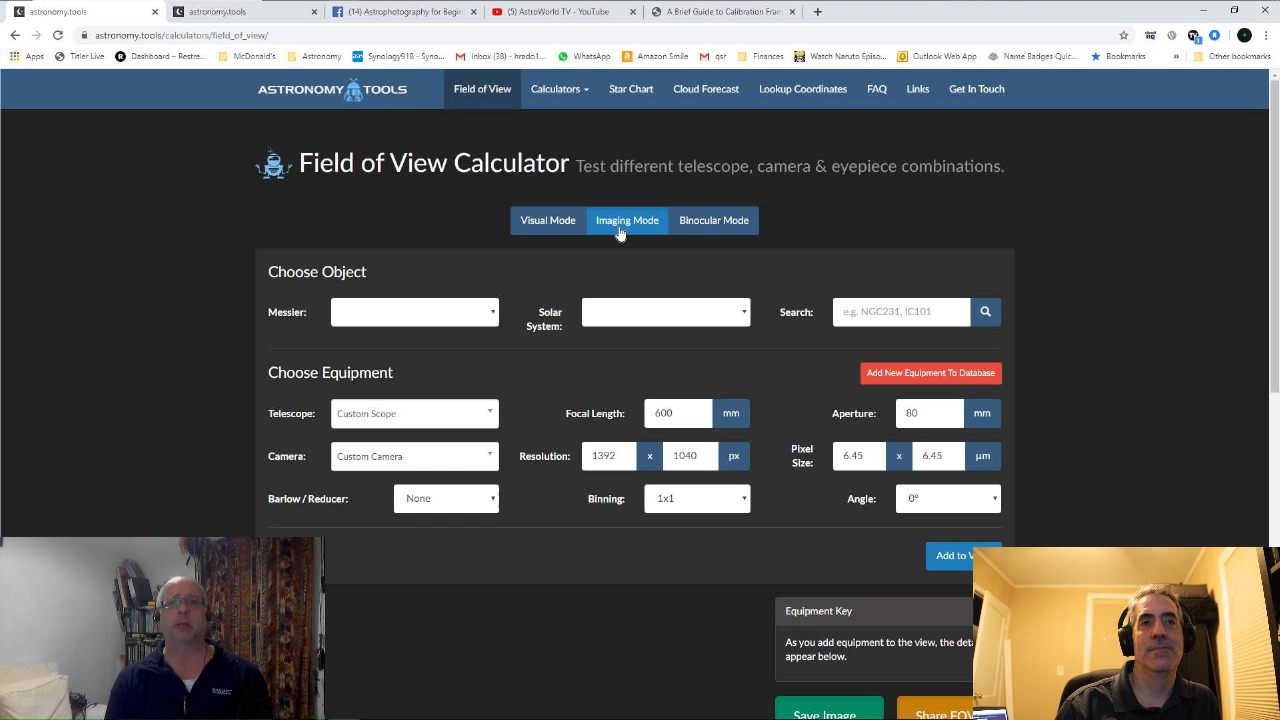 astronomy.tools
astronomy.tools
(14) Astrophotography for Begin
(5) AstroWorld TV - YouTube
A Brief Guide to Calibration Fram
astronomy.tools/calculators/field_of_view/
Apps
Titler Live
Dashboard – Restre...
McDonald's
Astronomy
Synology918 - Syno...
Inbox (38) - hrado1...
WhatsApp
Amazon Smile
qsr
Finances
Watch Naruto Episo...
Outlook Web App
Name Badges Quic...
Bookmarks
»
Other bookmarks
ASTRONOMY TOOLS
Field of View
Calculators
Star Chart
Cloud Forecast
Lookup Coordinates
FAQ
Links
Get In Touch
Field of View Calculator Test different telescope, camera & eyepiece combinations.
Visual Mode
Imaging Mode
Binocular Mode
Choose Object
Messier:
Solar
System:
Search:
e.g. NGC231, IC101
Choose Equipment
Add New Equipment To Database
Telescope:
Custom Scope
Focal Length:
600
mm
Aperture:
80
mm
Camera:
Custom Camera
Resolution:
1392
x
1040
px
Pixel
Size:
6.45
x
6.45
µm
Barlow / Reducer:
None
Binning:
1x1
Angle:
0°
Add to V
Equipment Key
As you add equipment to the view, the deta
appear below.
Save Image
Share FOV